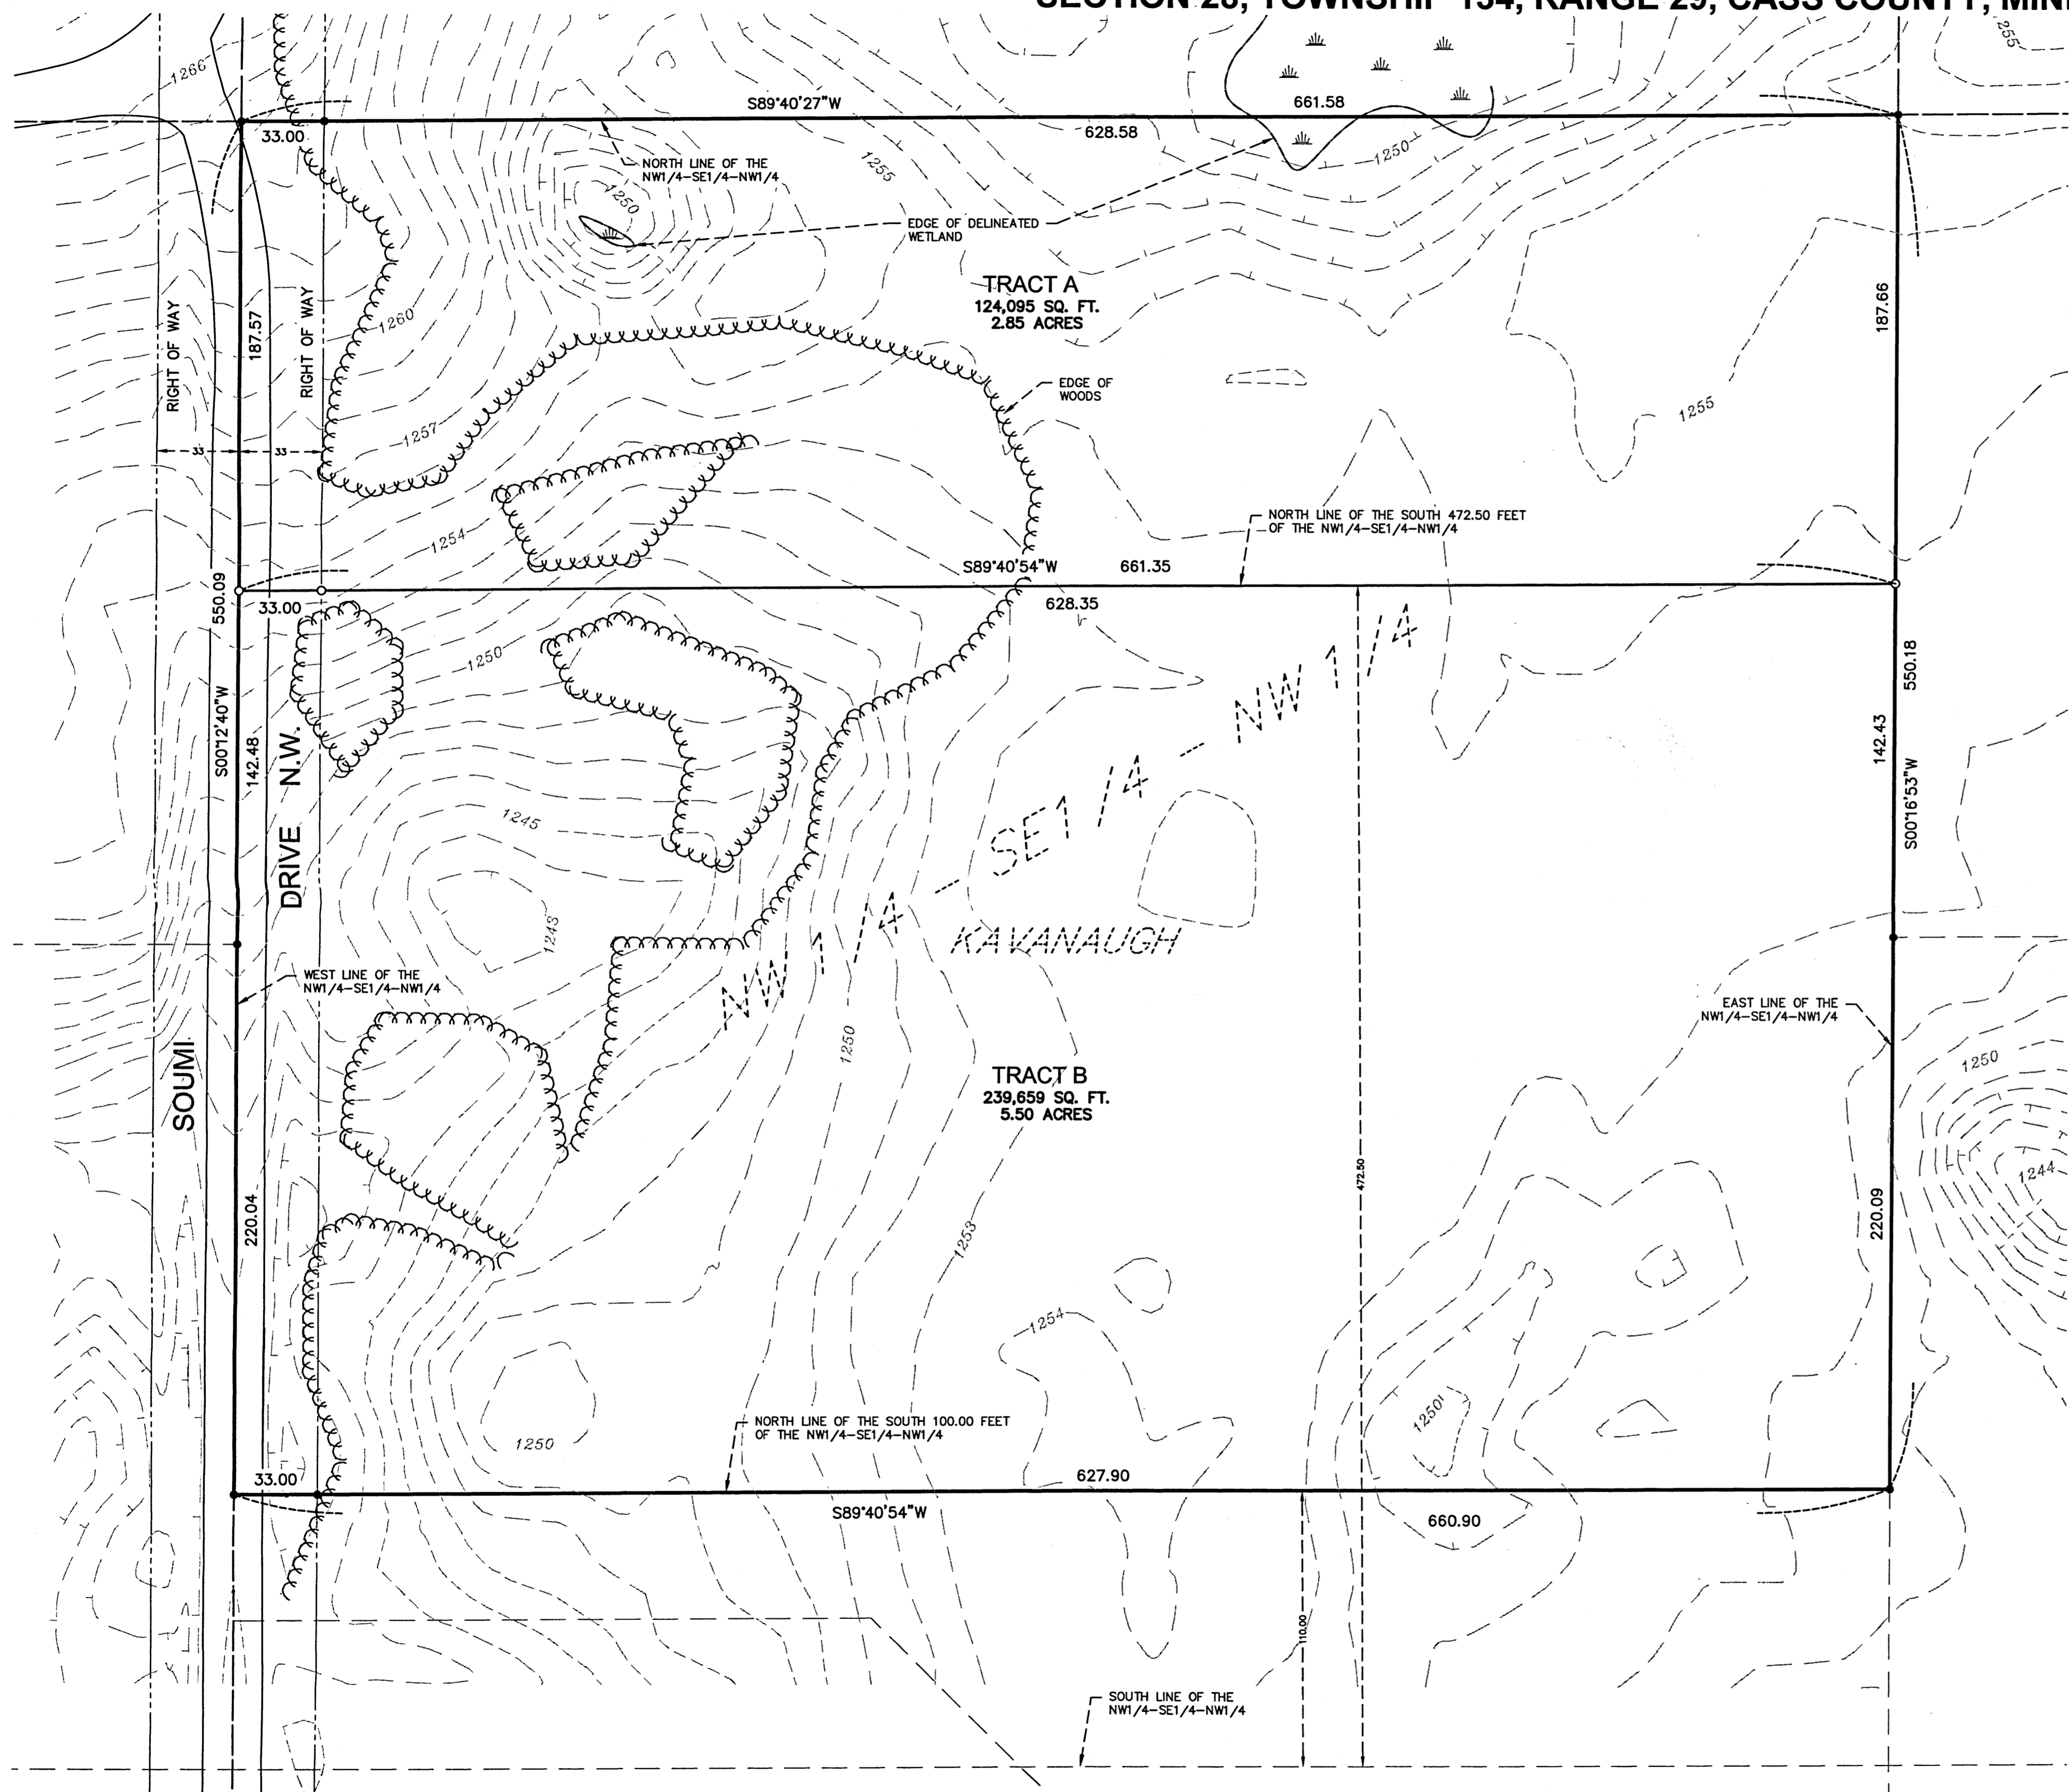 SECTION 28, TOWNSHIP 134, RANGE 29, CASS COUNTY, MIN
1266
1255
S89°40'27"W
661.58
33.00
628.58
NORTH LINE OF THE
NW1/4-SE1/4-NW1/4
1250
1255
1250
EDGE OF DELINEATED
WETLAND
TRACT A
124,095 SQ. FT.
2.85 ACRES
RIGHT OF WAY
187.57
RIGHT OF WAY
1260
187.66
EDGE OF
WOODS
1255
1257
33
33
NORTH LINE OF THE SOUTH 472.50 FEET
OF THE NW1/4-SE1/4-NW1/4
1254
S89°40'54"W
661.35
550.09
33.00
628.35
1250
550.18
S00°12'40"W
142.48
142.43
S00°16'53"W
DRIVE N.W.
1245
NW 1/4 - SE1/4 - NW 1/4
1243
KAVANAUGH
WEST LINE OF THE
NW1/4-SE1/4-NW1/4
EAST LINE OF THE
NW1/4-SE1/4-NW1/4
SOUMI
1250
1250
TRACT B
239,659 SQ. FT.
5.50 ACRES
472.50
1244
220.04
220.09
1253
1254
1250
NORTH LINE OF THE SOUTH 100.00 FEET
OF THE NW1/4-SE1/4-NW1/4
1250
33.00
627.90
S89°40'54"W
660.90
110.00
SOUTH LINE OF THE
NW1/4-SE1/4-NW1/4